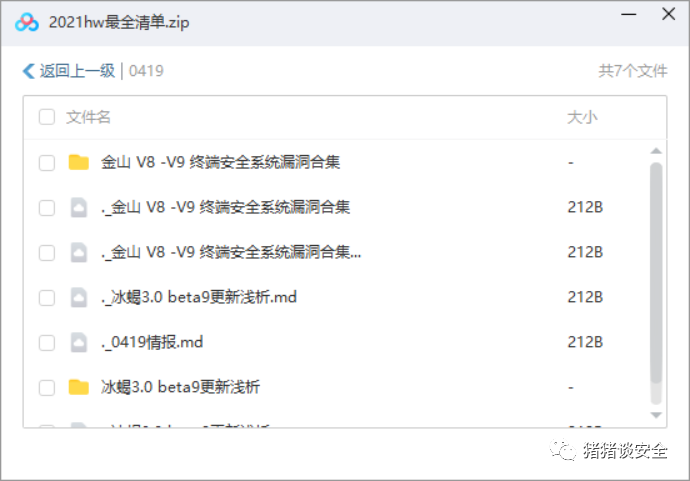 2021hw最全清单.zip
返回上一级 | 0419 共7个文件
文件名 大小
金山 V8 -V9 终端安全系统漏洞合集 -
._金山 V8 -V9 终端安全系统漏洞合集 212B
._金山 V8 -V9 终端安全系统漏洞合集... 212B
._冰蝎3.0 beta9更新浅析.md 212B
._0419情报.md 212B
冰蝎3.0 beta9更新浅析 -
猪猪谈安全